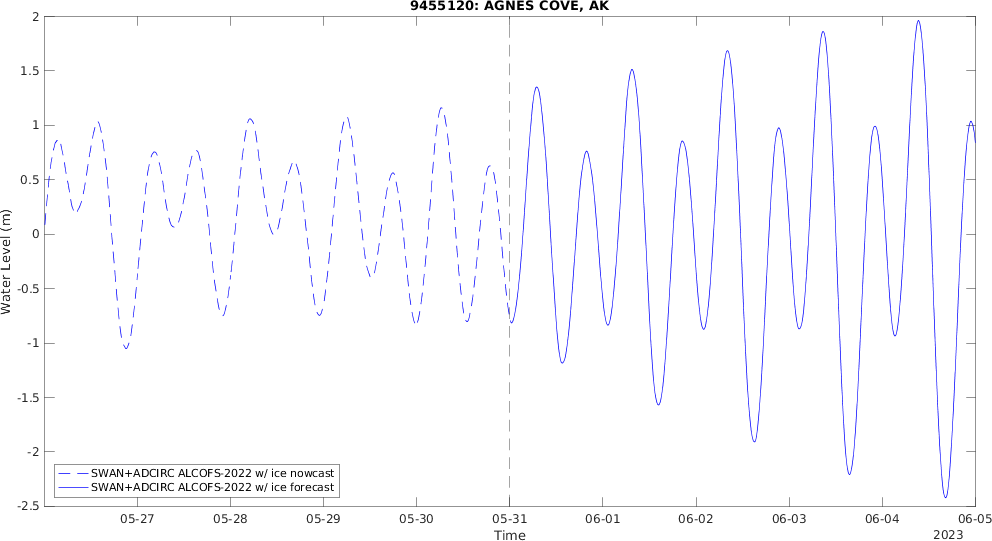 9455120: AGNES COVE, AK
2
1.5
1
0.5
0
-0.5
-1
-1.5
-2
-2.5
Water Level (m)
SWAN+ADCIRC ALCOFS-2022 w/ ice nowcast
SWAN+ADCIRC ALCOFS-2022 w/ ice forecast
05-27 05-28 05-29 05-30 05-31 06-01 06-02 06-03 06-04 06-05
Time
2023